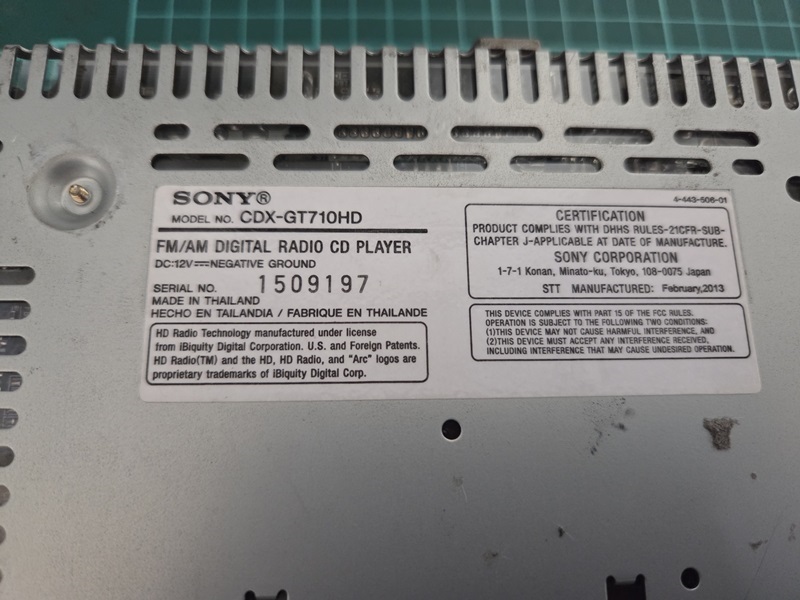 SONY®
MODEL NO. CDX-GT710HD
FM/AM DIGITAL RADIO CD PLAYER
DC:12V⎓NEGATIVE GROUND
SERIAL NO. 1509197
MADE IN THAILAND
HECHO EN TAILANDIA / FABRIQUE EN THAILANDE
HD Radio Technology manufactured under license
from iBiquity Digital Corporation. U.S. and Foreign Patents.
HD Radio(TM) and the HD, HD Radio, and "Arc" logos are
proprietary trademarks of iBiquity Digital Corp.
4-443-506-01
CERTIFICATION
PRODUCT COMPLIES WITH DHHS RULES-21CFR-SUB-
CHAPTER J-APPLICABLE AT DATE OF MANUFACTURE.
SONY CORPORATION
1-7-1 Konan, Minato-ku, Tokyo, 108-0075 Japan
STT MANUFACTURED: February,2013
THIS DEVICE COMPLIES WITH PART 15 OF THE FCC RULES.
OPERATION IS SUBJECT TO THE FOLLOWING TWO CONDITIONS:
(1)THIS DEVICE MAY NOT CAUSE HARMFUL INTERFERENCE, AND
(2)THIS DEVICE MUST ACCEPT ANY INTERFERENCE RECEIVED,
INCLUDING INTERFERENCE THAT MAY CAUSE UNDESIRED OPERATION.